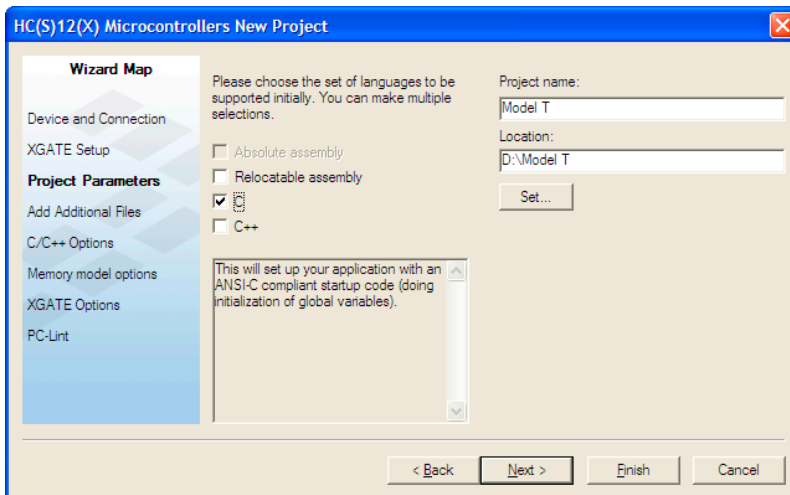 HC(S)12(X) Microcontrollers New Project
Wizard Map
Device and Connection
XGATE Setup
Project Parameters
Add Additional Files
C/C++ Options
Memory model options
XGATE Options
PC-Lint
Please choose the set of languages to be
supported initially. You can make multiple
selections.
Absolute assembly
Relocatable assembly
C
C++
This will set up your application with an
ANSI-C compliant startup code (doing
initialization of global variables).
Project name:
Model T
Location:
D:\Model T
Set...
< Back
Next >
Finish
Cancel